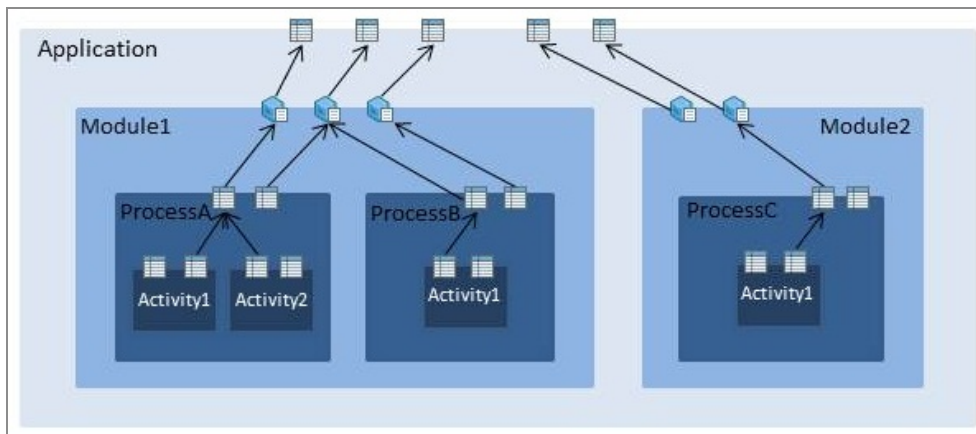 Application
Module1
Module2
ProcessA
ProcessB
ProcessC
Activity1
Activity2
Activity1
Activity1